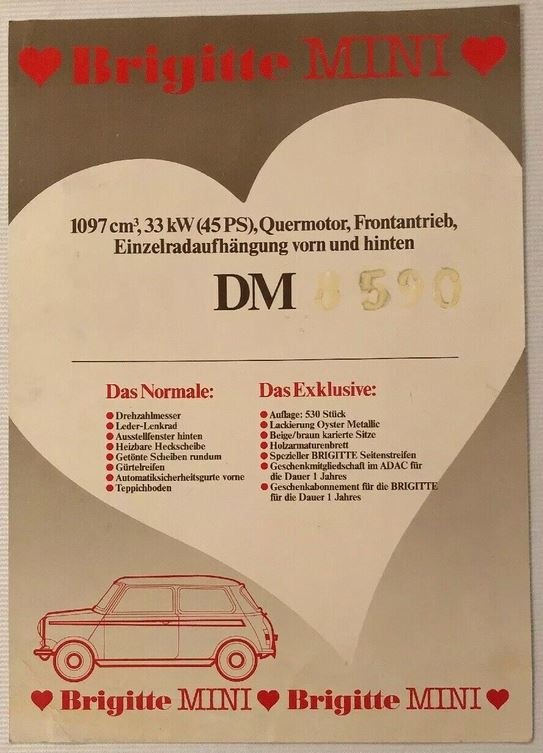 Brigitte MINI
1097 cm³, 33 kW (45 PS), Quermotor, Frontantrieb,
Einzelradaufhängung vorn und hinten
DM 8590
Das Normale:
Drehzahlmesser
Leder-Lenkrad
Ausstellfenster hinten
Heizbare Heckscheibe
Getönte Scheiben rundum
Gürtelreifen
Automatiksicherheitsgurte vorne
Teppichboden
Das Exklusive:
Auflage: 530 Stück
Lackierung Oyster Metallic
Beige/braun karierte Sitze
Holzarmaturenbrett
Spezieller BRIGITTE Seitenstreifen
Geschenkmitgliedschaft im ADAC für
die Dauer 1 Jahres
Geschenkabonnement für die BRIGITTE
für die Dauer 1 Jahres
Brigitte MINI Brigitte MINI